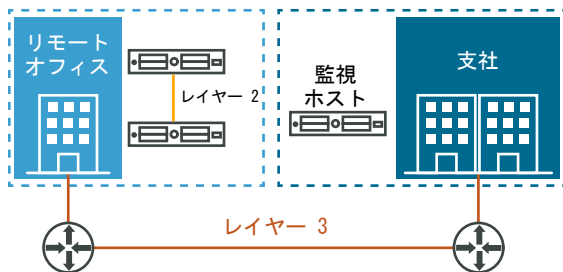 リモート
オフィス
レイヤー 2
監視
ホスト
支社
レイヤー 3